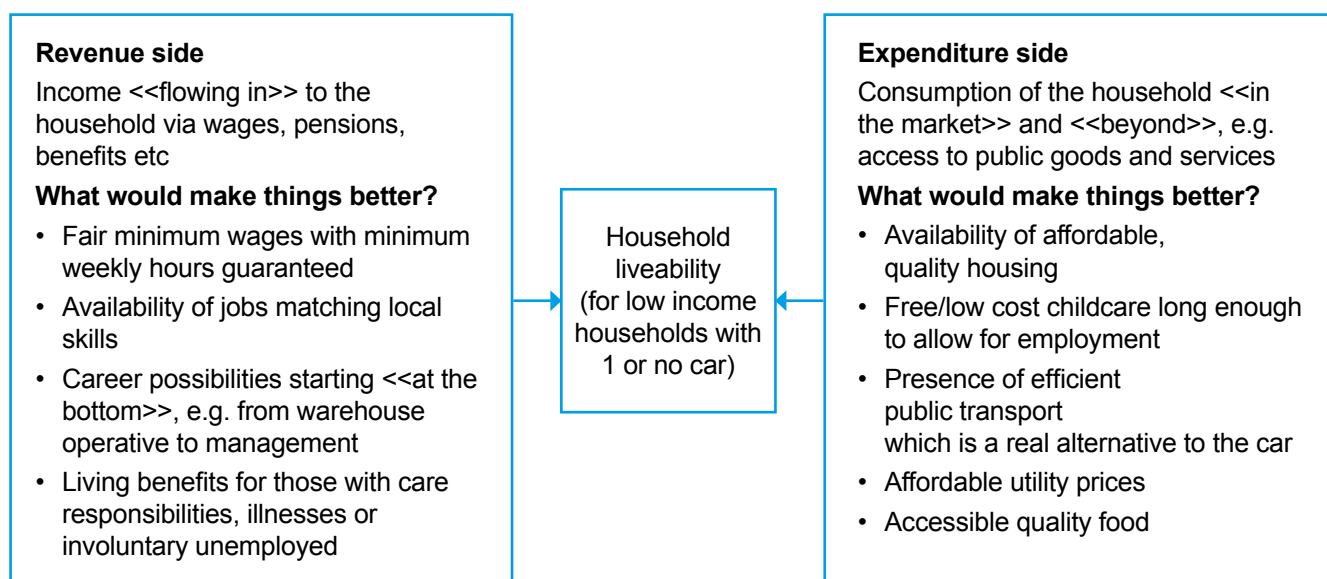 Revenue side
Income <<flowing in>> to the
household via wages, pensions,
benefits etc
What would make things better?
• Fair minimum wages with minimum
weekly hours guaranteed
• Availability of jobs matching local
skills
• Career possibilities starting <<at the
bottom>>, e.g. from warehouse
operative to management
• Living benefits for those with care
responsibilities, illnesses or
involuntary unemployed
Household
liveability
(for low income
households with
1 or no car)
Expenditure side
Consumption of the household <<in
the market>> and <<beyond>>, e.g.
access to public goods and services
What would make things better?
• Availability of affordable,
quality housing
• Free/low cost childcare long enough
to allow for employment
• Presence of efficient
public transport
which is a real alternative to the car
• Affordable utility prices
• Accessible quality food